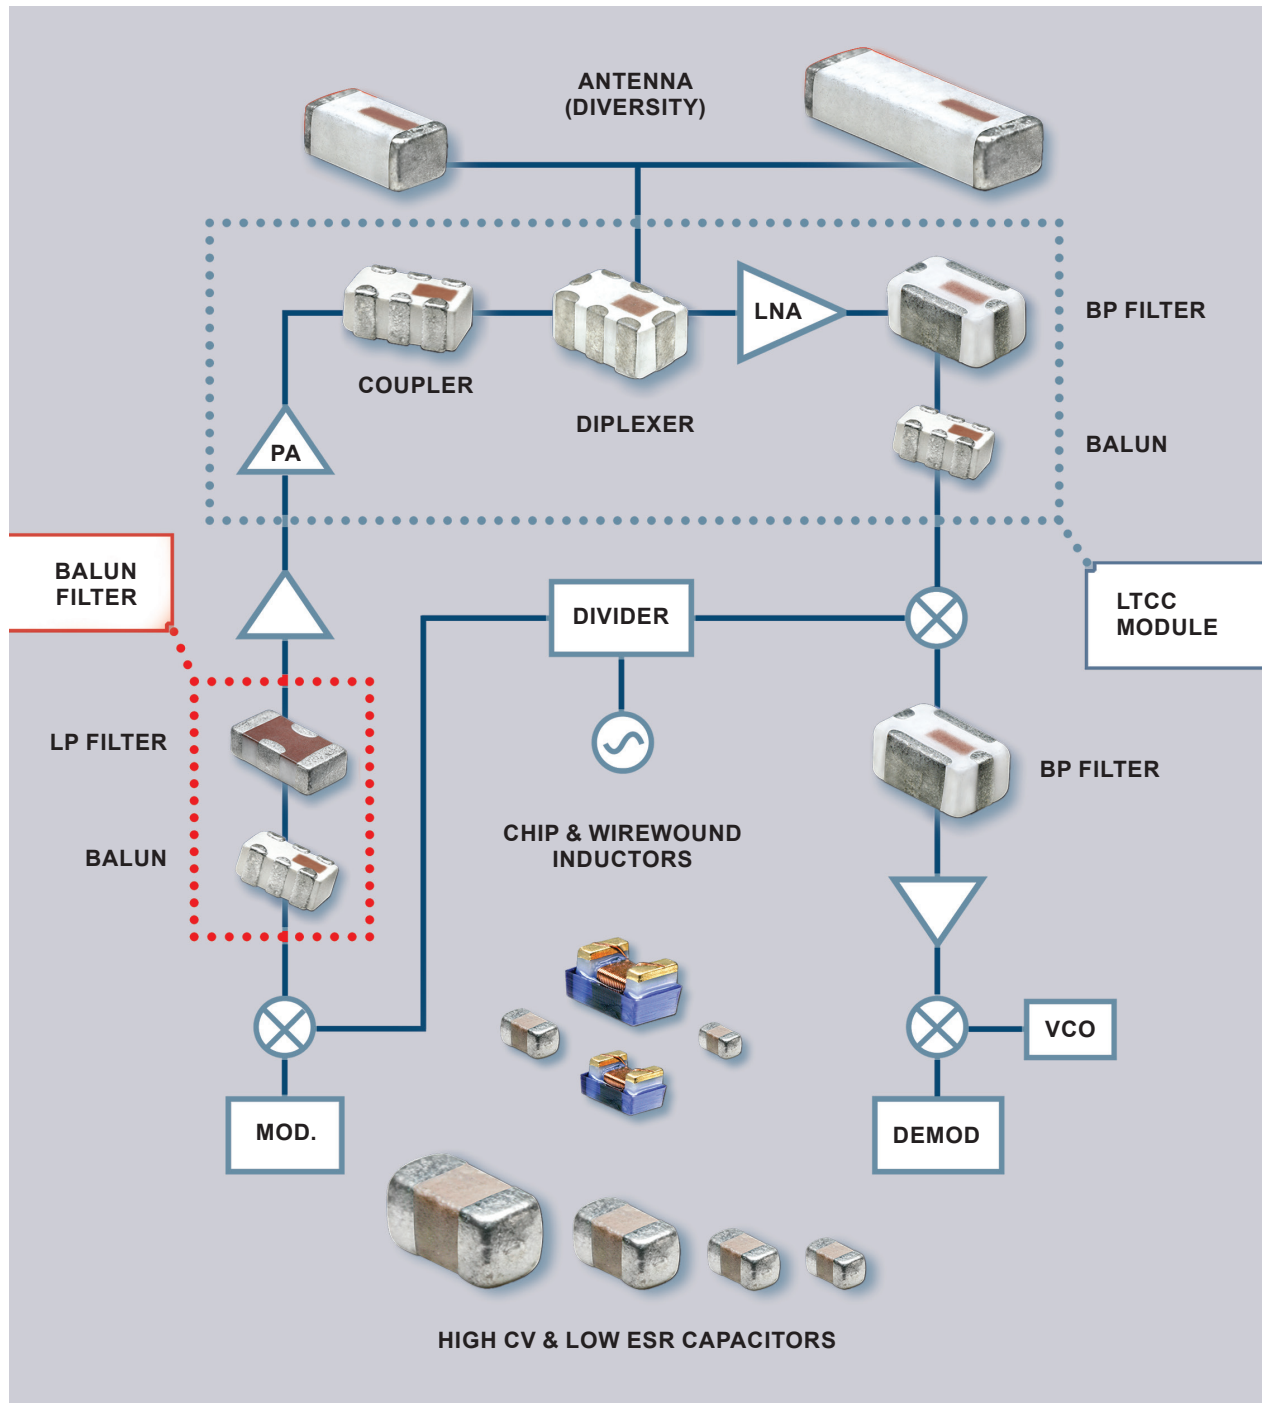 ANTENNA
(DIVERSITY)
LNA
BP FILTER
COUPLER
DIPLEXER
PA
BALUN
BALUN
FILTER
DIVIDER
LTCC
MODULE
LP FILTER
BP FILTER
CHIP & WIREWOUND
INDUCTORS
BALUN
VCO
MOD.
DEMOD
HIGH CV & LOW ESR CAPACITORS